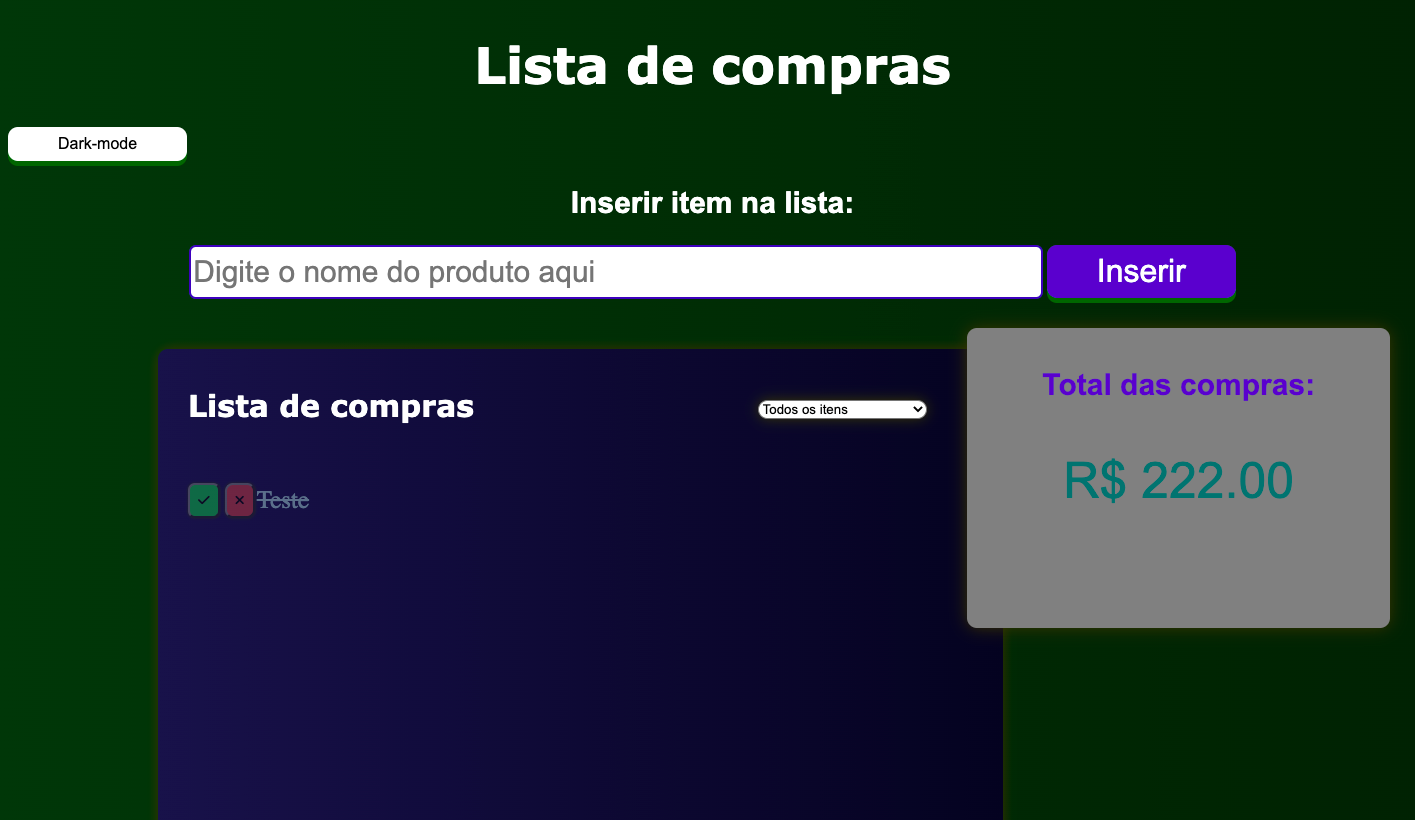 Lista de compras
Dark-mode
Inserir item na lista:
Digite o nome do produto aqui
Inserir
Lista de compras
Todos os itens
Teste
Total das compras:
R$ 222.00